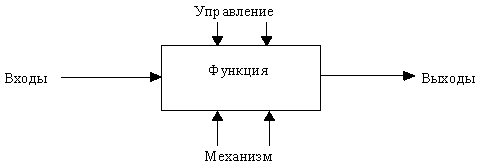 Управление
Функция
Входы
Выходы
Механизм